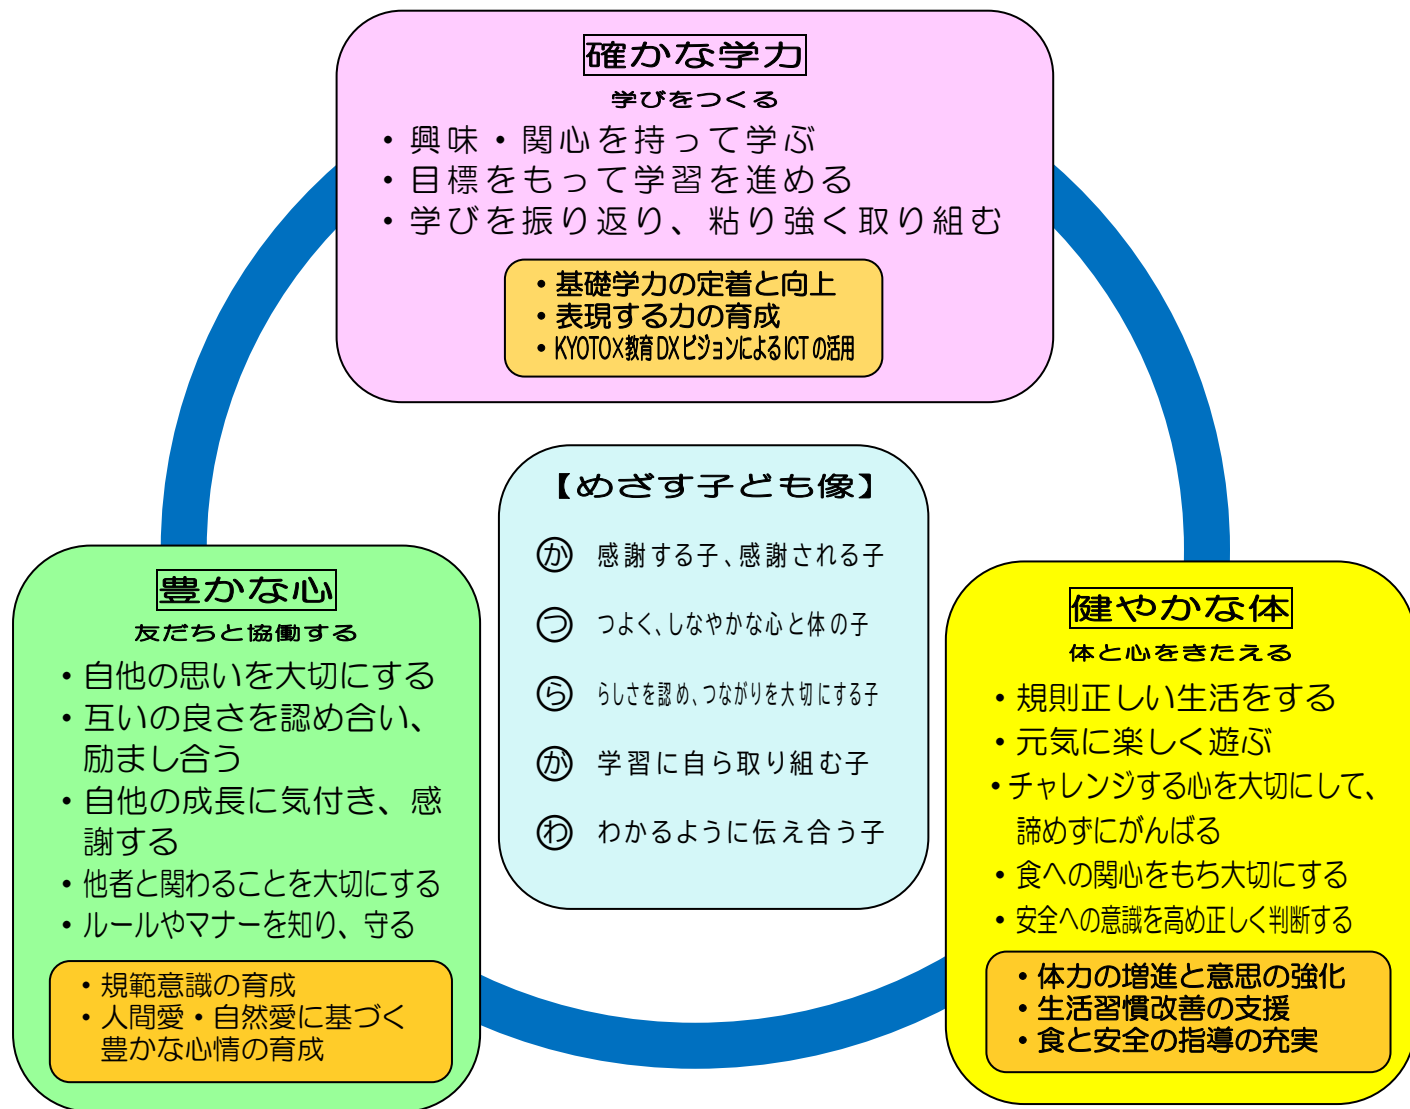 確かな学力
学びをつくる
・興味・関心を持って学ぶ
・目標をもって学習を進める
・学びを振り返り、粘り強く取り組む
・基礎学力の定着と向上
・表現する力の育成
・KYOTO×教育DXビジョンによるICTの活用
【めざす子ども像】
か 感謝する子、感謝される子
つ つよく、しなやかな心と体の子
ら らしさを認め、つながりを大切にする子
が 学習に自ら取り組む子
わ わかるように伝え合う子
豊かな心
友だちと協働する
・自他の思いを大切にする
・互いの良さを認め合い、
励まし合う
・自他の成長に気付き、感
謝する
・他者と関わることを大切にする
・ルールやマナーを知り、守る
・規範意識の育成
・人間愛・自然愛に基づく
豊かな心情の育成
健やかな体
体と心をきたえる
・規則正しい生活をする
・元気に楽しく遊ぶ
・チャレンジする心を大切にして、
諦めずにがんばる
・食への関心をもち大切にする
・安全への意識を高め正しく判断する
・体力の増進と意思の強化
・生活習慣改善の支援
・食と安全の指導の充実